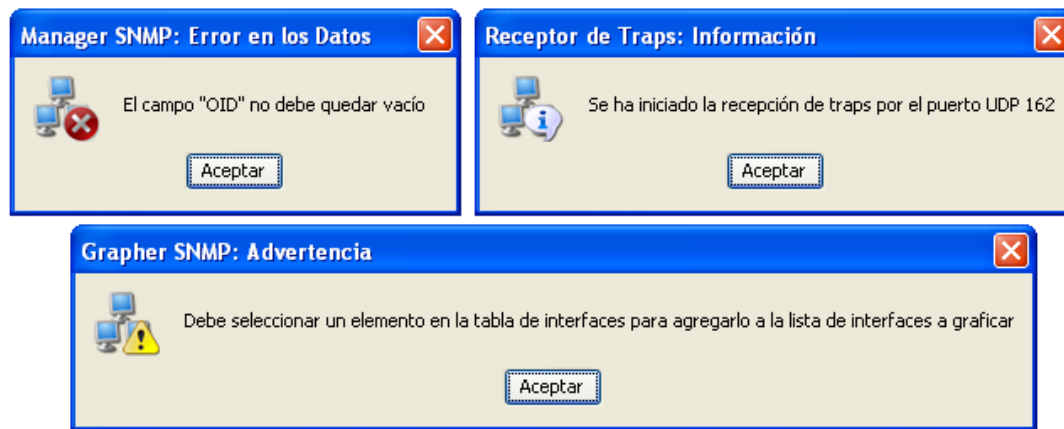 Manager SNMP: Error en los Datos
El campo "OID" no debe quedar vacío
Aceptar
Receptor de Traps: Información
Se ha iniciado la recepción de traps por el puerto UDP 162
Aceptar
Grapher SNMP: Advertencia
Debe seleccionar un elemento en la tabla de interfaces para agregarlo a la lista de interfaces a graficar
Aceptar